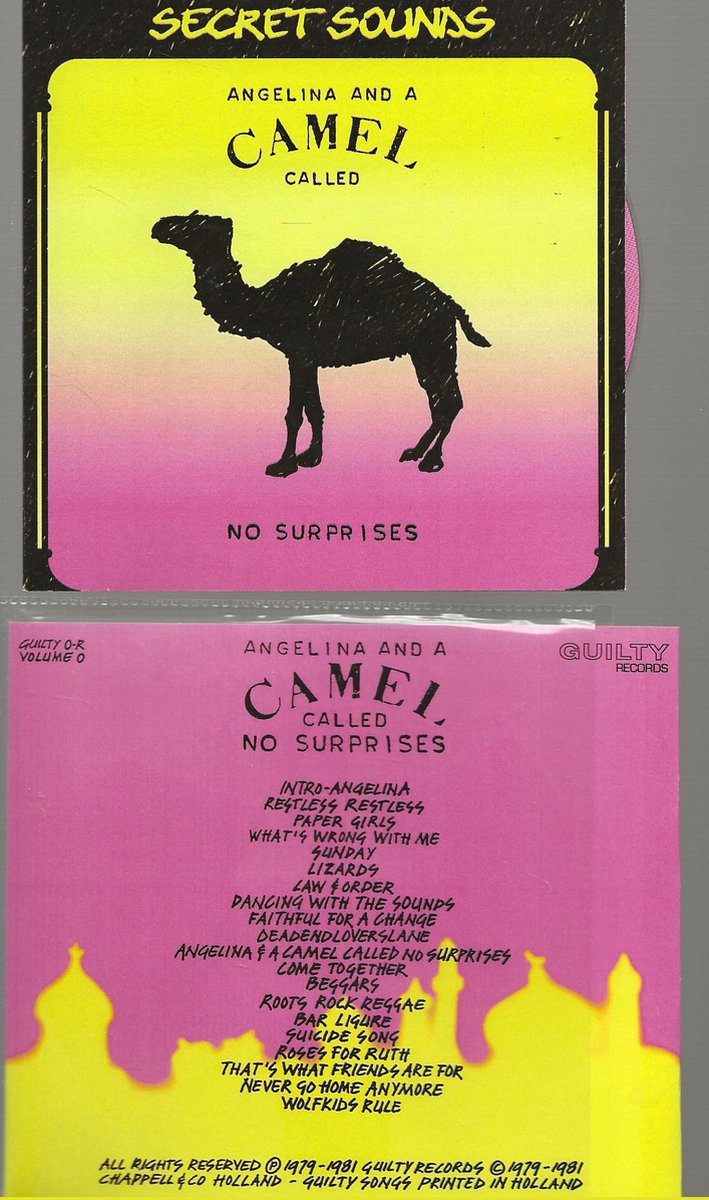 SECRET SOUNDS
ANGELINA AND A
CAMEL
CALLED
NO SURPRISES
GUILTY O-R
VOLUME O
GUILTY
RECORDS
ANGELINA AND A
CAMEL
CALLED
NO SURPRISES
INTRO-ANGELINA
RESTLESS RESTLESS
PAPER GIRLS
WHAT'S WRONG WITH ME
SUNDAY
LIZARDS
LAW & ORDER
DANCING WITH THE SOUNDS
FAITHFUL FOR A CHANGE
DEADENDLOVERSLANE
ANGELINA & A CAMEL CALLED NO SURPRISES
COME TOGETHER
BEGGARS
ROOTS ROCK REGGAE
BAR LIGURE
SUICIDE SONG
ROSES FOR RUTH
THAT'S WHAT FRIENDS ARE FOR
NEVER GO HOME ANYMORE
WOLFKIDS RULE
ALL RIGHTS RESERVED ℗ 1979-1981 GUILTY RECORDS © 1979-1981
CHAPPELL & CO HOLLAND - GUILTY SONGS PRINTED IN HOLLAND